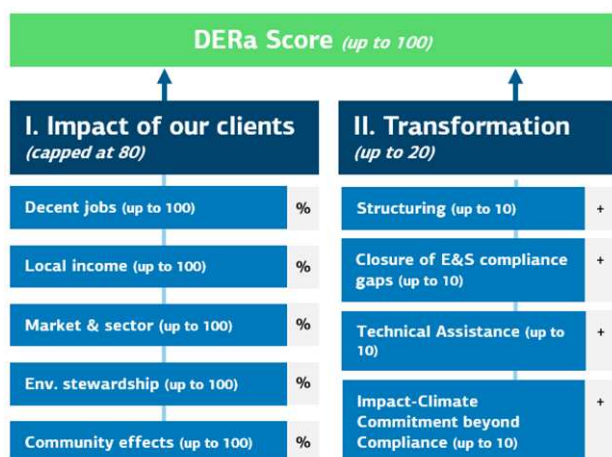 DERa Score (up to 100)
I. Impact of our clients
(capped at 80)
Decent jobs (up to 100)
%
Local income (up to 100)
%
Market & sector (up to 100)
%
Env. stewardship (up to 100)
%
Community effects (up to 100)
%
II. Transformation
(up to 20)
Structuring (up to 10)
+
Closure of E&S compliance
gaps (up to 10)
+
Technical Assistance (up to
10)
+
Impact-Climate
Commitment beyond
Compliance (up to 10)
+